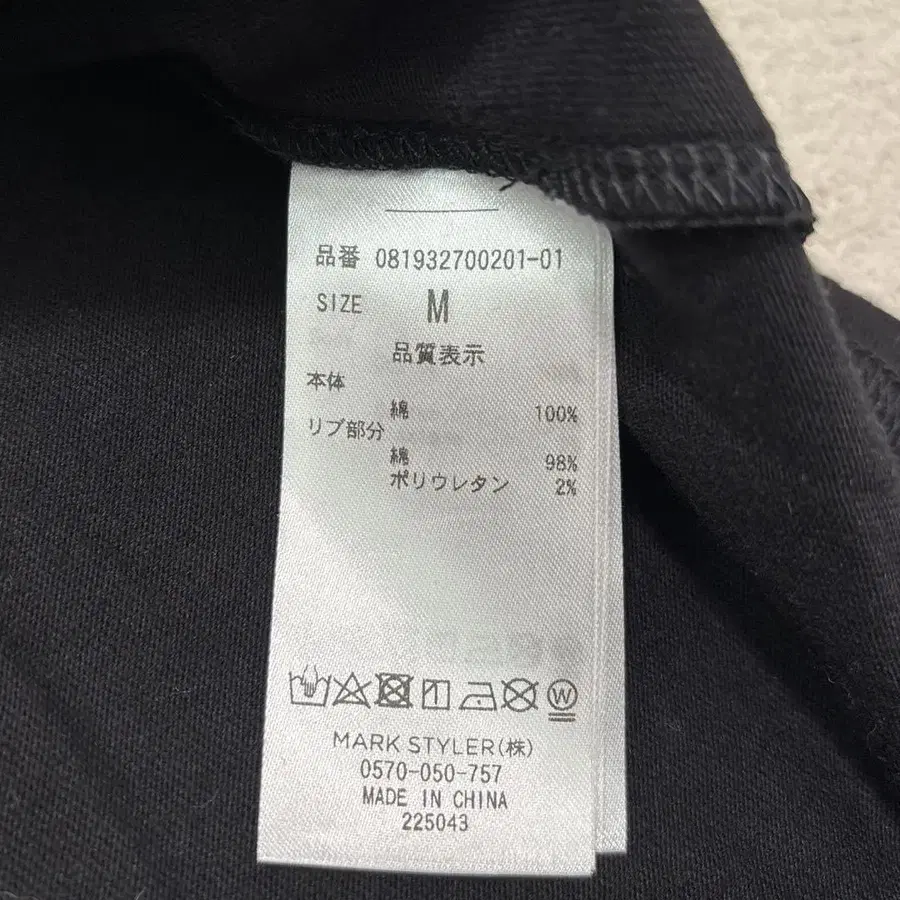 品番 081932700201-01
SIZE M
品質表示
本体
綿 100%
リブ部分
綿 98%
ポリウレタン 2%
W
MARK STYLER(株)
0570-050-757
MADE IN CHINA
225043